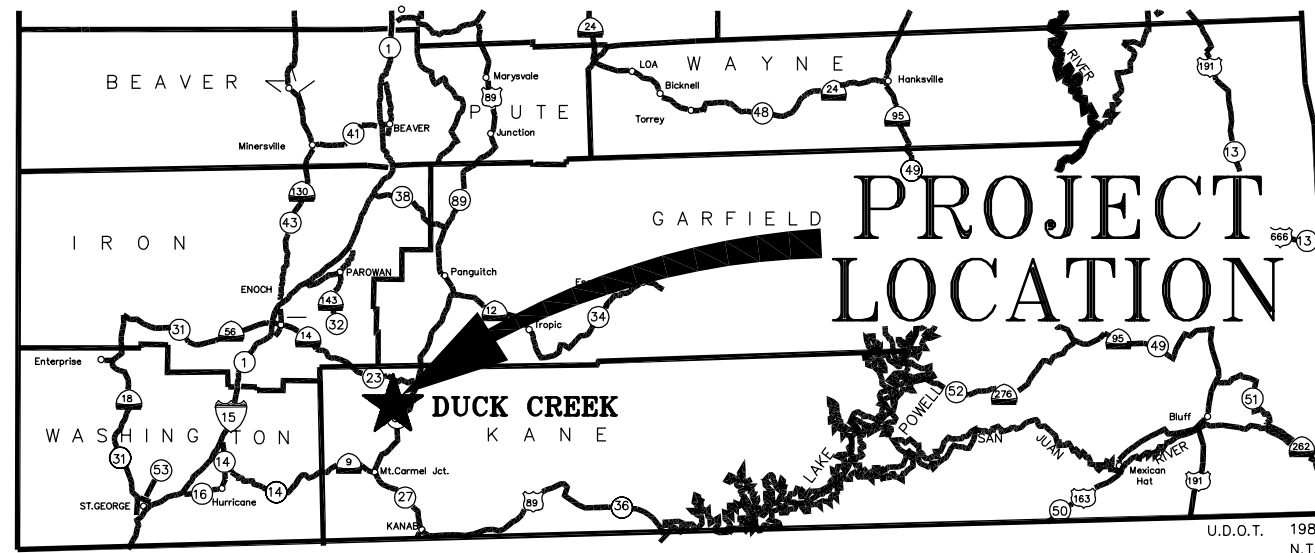 24
1
LOA
WAYNE
RIVER
191
BEAVER
Marysvale
Bicknell
24
Hanksville
89
PIUTE
Torrey
48
95
41
BEAVER
Junction
Minersville
13
49
130
38
89
PROJECT
43
GARFIELD
IRON
666
13
LOCATION
PAROWAN
Panguitch
ENOCH
143
12
32
Tropic
34
31
56
14
95
49
Enterprise
1
23
52
276
18
DUCK CREEK
POWELL
51
15
Bluff
WASHINGTON
KANE
SAN
JUAN
RIVER
262
31
53
14
9
Mt.Carmel Jct.
LAKE
Mexican
Hat
191
16
Hurricane
14
27
89
36
163
ST.GEORGE
50
KANAB
U.D.O.T.
198
N.T.